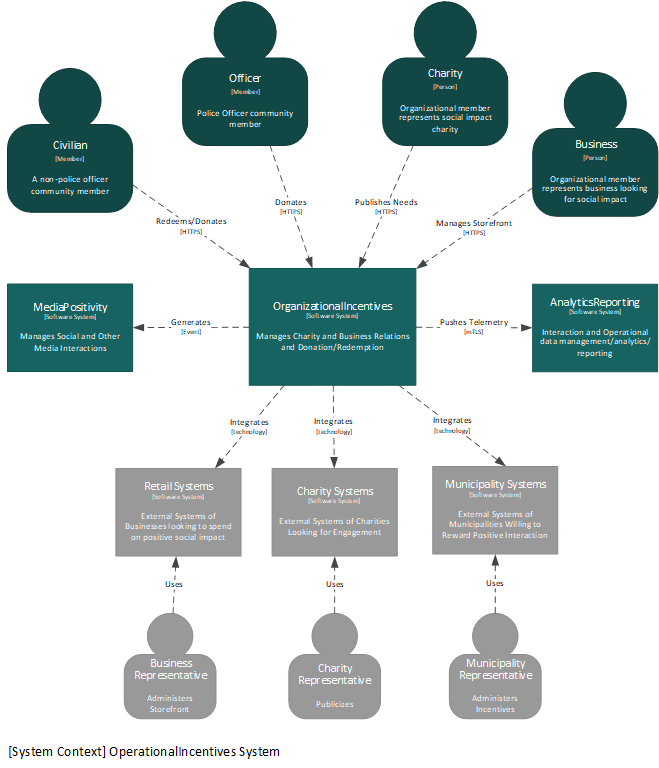 Officer
[Member]
Police Officer community
member
Charity
[Person]
Organizational member
represents social impact
charity
Civilian
[Member]
A non-police officer
community member
Business
[Person]
Organizational member
represents business looking
for social impact
Redeems/Donates
[HTTPS]
Donates
[HTTPS]
Publishes Needs
[HTTPS]
Manages Storefront
[HTTPS]
MediaPositivity
[Software System]
Manages Social and Other
Media Interactions
Generates
[Event]
OrganizationalIncentives
[Software System]
Manages Charity and Business Relations
and Donation/Redemption
Pushes Telemetry
[mTLS]
AnalyticsReporting
[Software System]
Interaction and Operational
data management/analytics/
reporting
Integrates
[technology]
Integrates
[technology]
Integrates
[technology]
Retail Systems
[Software System]
External Systems of
Businesses looking to spend
on positive social impact
Charity Systems
[Software System]
External Systems of Charities
Looking for Engagement
Municipality Systems
[Software System]
External Systems of
Municipalities Willing to
Reward Positive Interaction
Uses
Uses
Uses
Business
Representative
Administers
Storefront
Charity
Representative
Publicizes
Municipality
Representative
Administers
Incentives
[System Context] OperationalIncentives System